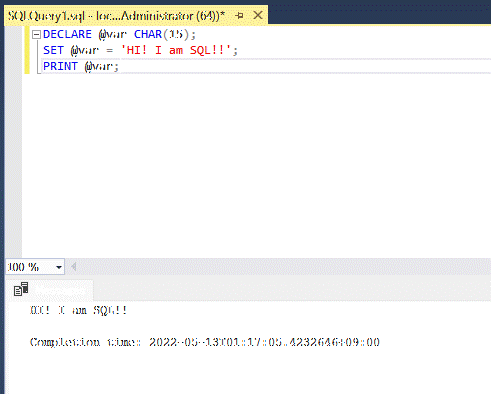 SQLQuery1.sql - loc...Administrator (64))*
DECLARE @var CHAR(15);
SET @var = 'HI! I am SQL!!';
PRINT @var;
100 %
Messages
HI! I am SQL!!
Completion time: 2022-05-13T01:17:05.4232646+09:00